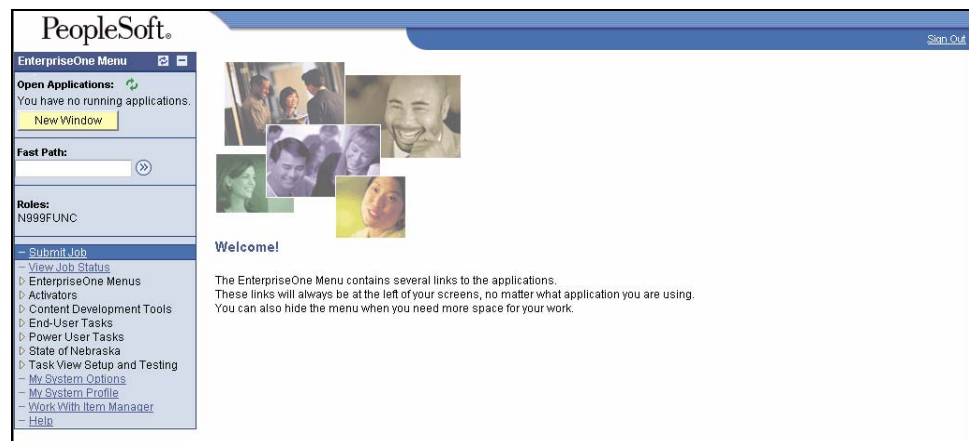 PeopleSoft®
Sign Out
EnterpriseOne Menu
Open Applications:
You have no running applications.
New Window
Fast Path:
Roles:
N999FUNC
– Submit Job
– View Job Status
EnterpriseOne Menus
Activators
Content Development Tools
End-User Tasks
Power User Tasks
State of Nebraska
Task View Setup and Testing
– My System Options
– My System Profile
– Work With Item Manager
– Help
Welcome!
The EnterpriseOne Menu contains several links to the applications.
These links will always be at the left of your screens, no matter what application you are using.
You can also hide the menu when you need more space for your work.